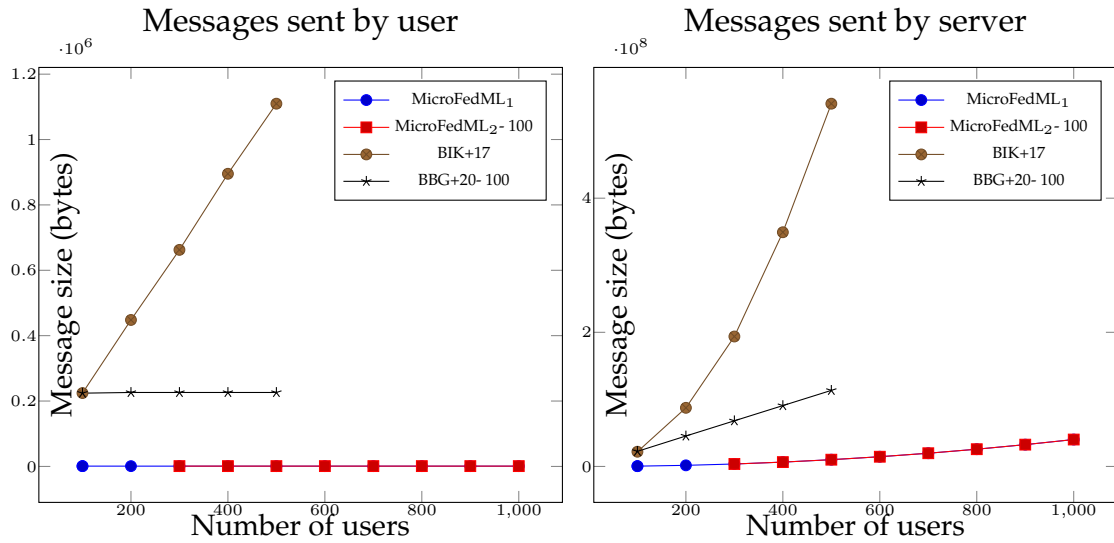 Messages sent by user
·10^6
1.2
1
0.8
0.6
0.4
0.2
0
Message size (bytes)
MicroFedML₁
MicroFedML₂- 100
BIK+17
BBG+20- 100
200 400 600 800 1,000
Number of users
Messages sent by server
·10^8
4
2
0
Message size (bytes)
MicroFedML₁
MicroFedML₂- 100
BIK+17
BBG+20- 100
200 400 600 800 1,000
Number of users